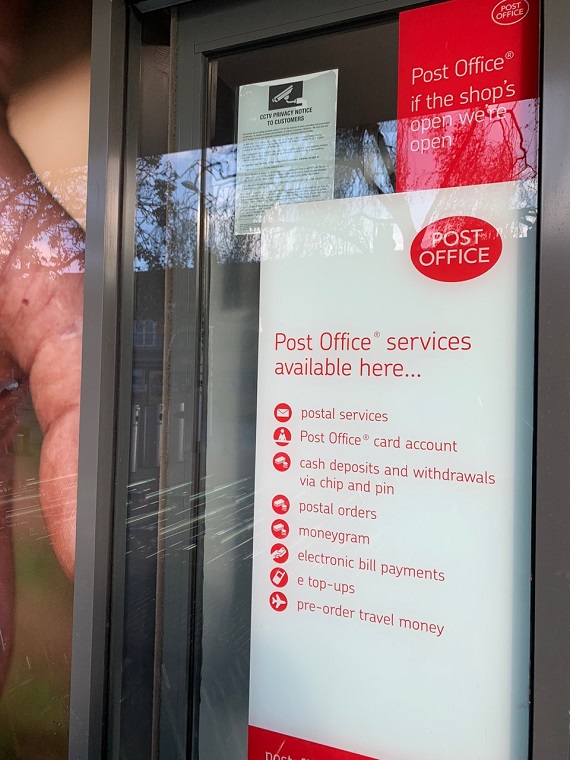 POST
OFFICE
Post Office®
if the shop's
open we're
open
CCTV PRIVACY NOTICE
TO CUSTOMERS
POST
OFFICE
Post Office® services
available here...
postal services
Post Office® card account
cash deposits and withdrawals
via chip and pin
postal orders
moneygram
electronic bill payments
e top-ups
pre-order travel money